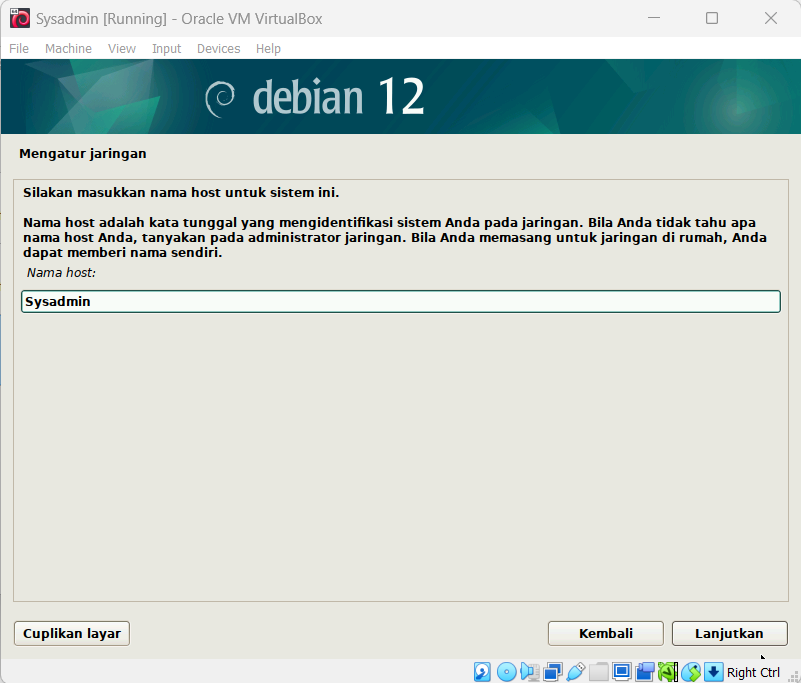 Sysadmin [Running] - Oracle VM VirtualBox
File Machine View Input Devices Help
debian 12
Mengatur jaringan
Silakan masukkan nama host untuk sistem ini.
Nama host adalah kata tunggal yang mengidentifikasi sistem Anda pada jaringan. Bila Anda tidak tahu apa
nama host Anda, tanyakan pada administrator jaringan. Bila Anda memasang untuk jaringan di rumah, Anda
dapat memberi nama sendiri.
Nama host:
Sysadmin
Cuplikan layar Kembali Lanjutkan
Right Ctrl